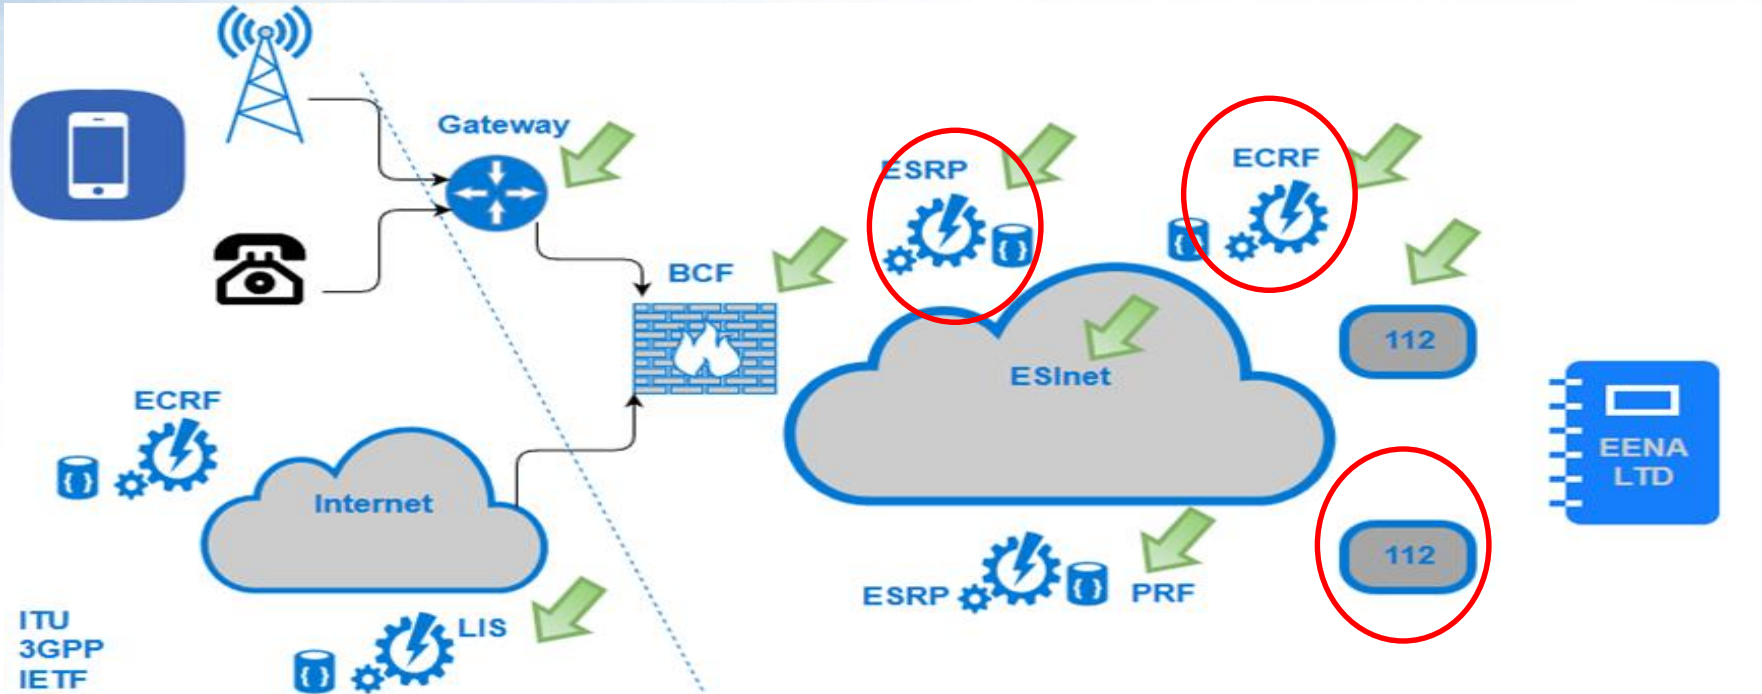 Gateway
ESRP
ECRF
BCF
112
ESInet
ECRF
EENA
LTD
Internet
112
ESRP
PRF
LIS
ITU
3GPP
IETF